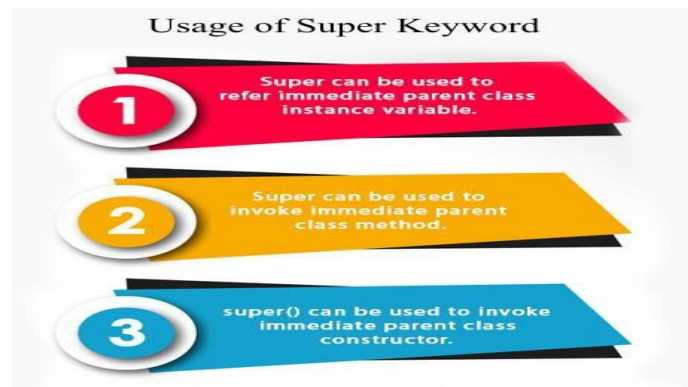 Usage of Super Keyword
1
Super can be used to
refer immediate parent class
instance variable.
2
Super can be used to
invoke immediate parent
class method.
3
super() can be used to invoke
immediate parent class
constructor.